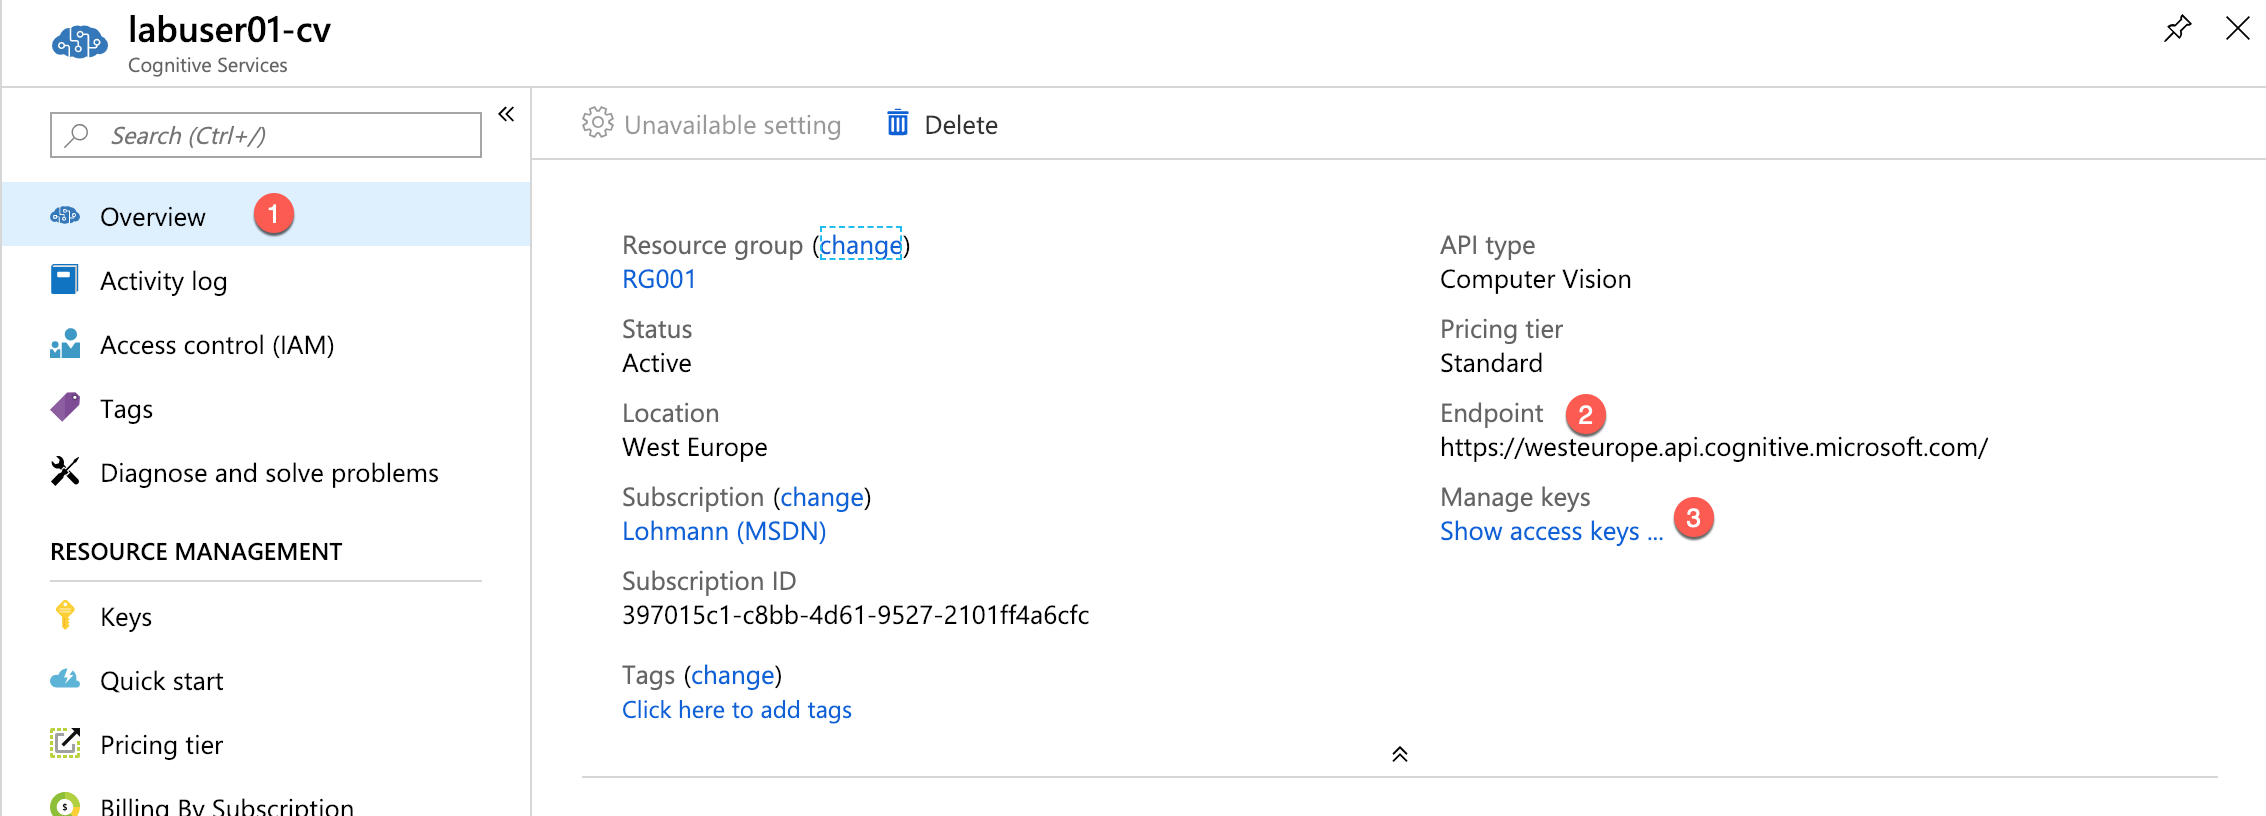 labuser01-cv
Cognitive Services
Search (Ctrl+/)
«
Overview 1
Activity log
Access control (IAM)
Tags
Diagnose and solve problems
RESOURCE MANAGEMENT
Keys
Quick start
Pricing tier
Billing By Subscription
Unavailable setting Delete
Resource group (change)
RG001
Status
Active
Location
West Europe
Subscription (change)
Lohmann (MSDN)
Subscription ID
397015c1-c8bb-4d61-9527-2101ff4a6cfc
Tags (change)
Click here to add tags
API type
Computer Vision
Pricing tier
Standard
Endpoint 2
https://westeurope.api.cognitive.microsoft.com/
Manage keys
Show access keys ... 3